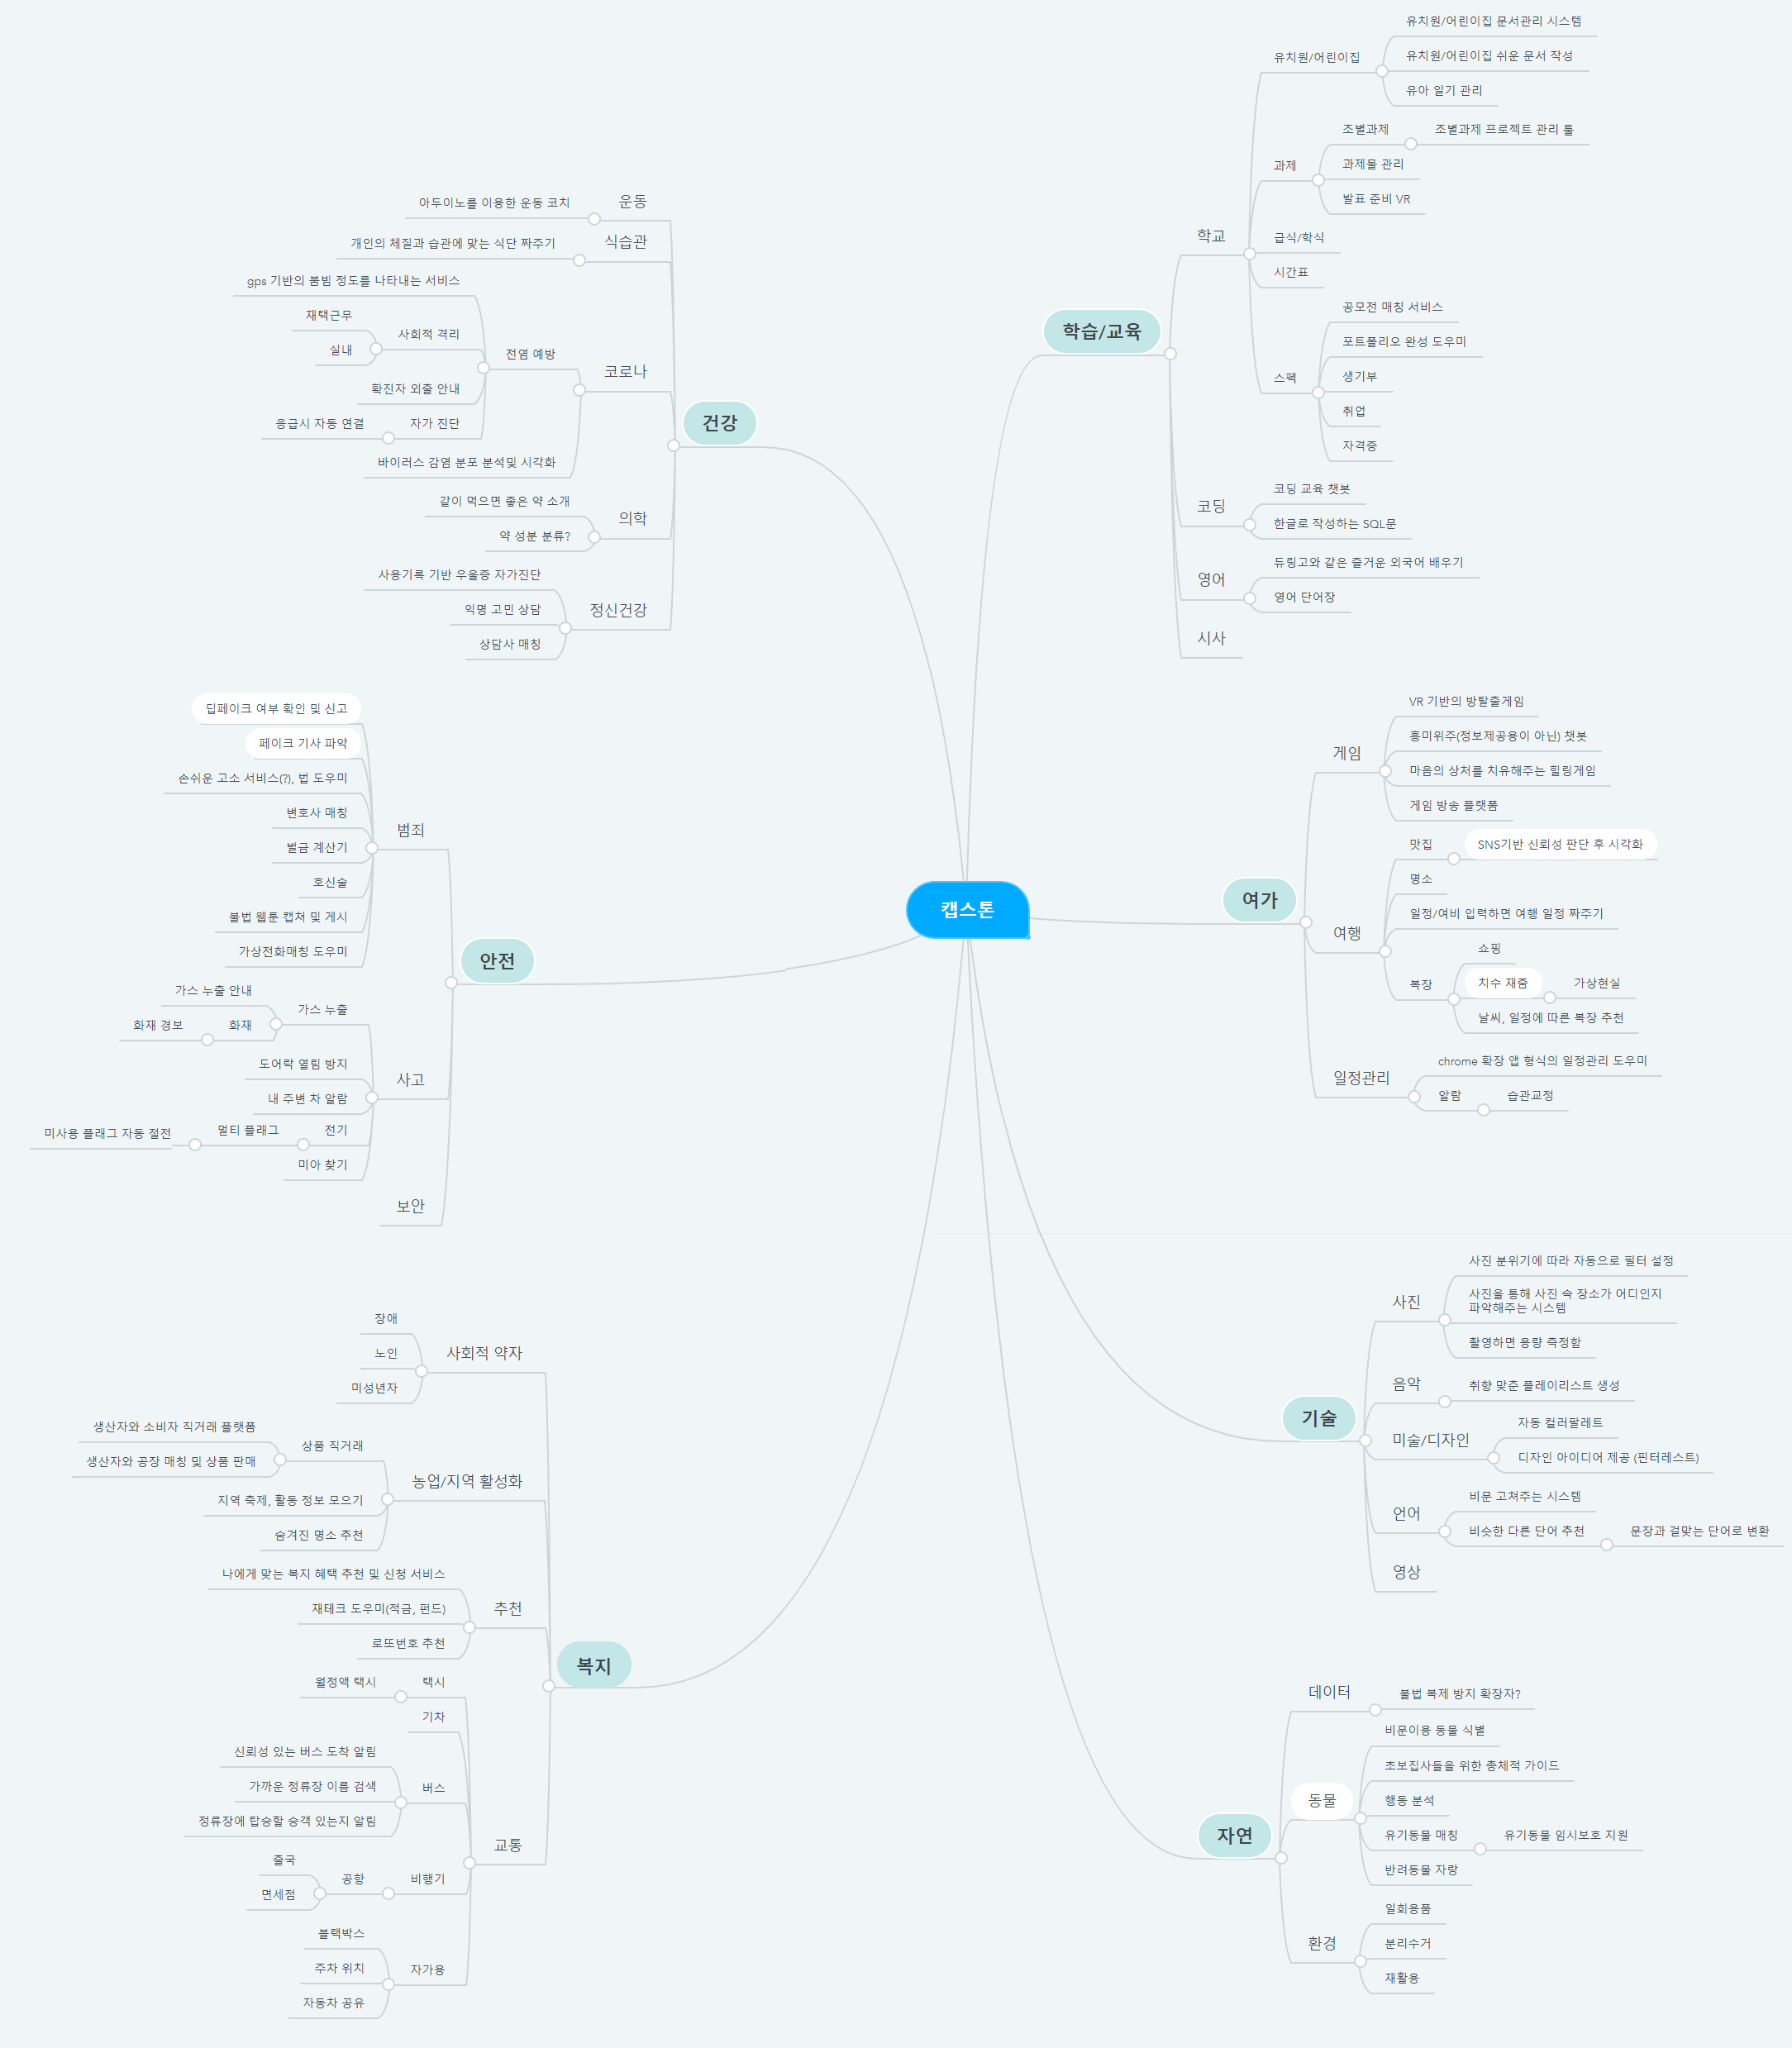 캡스톤
건강
운동
아두이노를 이용한 운동 코치
식습관
개인의 체질과 습관에 맞는 식단 짜주기
코로나
전염 예방
gps 기반의 붐빔 정도를 나타내는 서비스
사회적 격리
재택근무
실내
확진자 외출 안내
자가 진단
응급시 자동 연결
바이러스 감염 분포 분석및 시각화
의학
같이 먹으면 좋은 약 소개
약 성분 분류?
정신건강
사용기록 기반 우울증 자가진단
익명 고민 상담
상담사 매칭
안전
범죄
딥페이크 여부 확인 및 신고
페이크 기사 파악
손쉬운 고소 서비스(?), 법 도우미
변호사 매칭
벌금 계산기
호신술
불법 웹툰 캡쳐 및 게시
가상전화매칭 도우미
사고
가스 누출
가스 누출 안내
화재
화재 경보
도어락 열림 방지
내 주변 차 알람
전기
멀티 플래그
미사용 플래그 자동 절전
미아 찾기
보안
복지
사회적 약자
장애
노인
미성년자
농업/지역 활성화
상품 직거래
생산자와 소비자 직거래 플랫폼
생산자와 공장 매칭 및 상품 판매
지역 축제, 활동 정보 모으기
숨겨진 명소 추천
추천
나에게 맞는 복지 혜택 추천 및 신청 서비스
재테크 도우미(적금, 펀드)
로또번호 추천
교통
택시
월정액 택시
기차
버스
신뢰성 있는 버스 도착 알림
가까운 정류장 이름 검색
정류장에 탑승할 승객 있는지 알림
비행기
공항
출국
면세점
자가용
블랙박스
주차 위치
자동차 공유
학습/교육
학교
유치원/어린이집
유치원/어린이집 문서관리 시스템
유치원/어린이집 쉬운 문서 작성
유아 일기 관리
과제
조별과제
조별과제 프로젝트 관리 툴
과제물 관리
발표 준비 VR
급식/학식
시간표
스펙
공모전 매칭 서비스
포트폴리오 완성 도우미
생기부
취업
자격증
코딩
코딩 교육 챗봇
한글로 작성하는 SQL문
영어
듀링고와 같은 즐거운 외국어 배우기
영어 단어장
시사
여가
게임
VR 기반의 방탈출게임
흥미위주(정보제공용이 아닌) 챗봇
마음의 상처를 치유해주는 힐링게임
게임 방송 플랫폼
여행
맛집
SNS기반 신뢰성 판단 후 시각화
명소
일정/여비 입력하면 여행 일정 짜주기
복장
쇼핑
치수 재줌
가상현실
날씨, 일정에 따른 복장 추천
일정관리
chrome 확장 앱 형식의 일정관리 도우미
알람
습관교정
기술
사진
사진 분위기에 따라 자동으로 필터 설정
사진을 통해 사진 속 장소가 어디인지
파악해주는 시스템
촬영하면 용량 측정함
음악
취향 맞춘 플레이리스트 생성
미술/디자인
자동 컬러팔레트
디자인 아이디어 제공 (핀터레스트)
언어
비문 고쳐주는 시스템
비슷한 다른 단어 추천
문장과 걸맞는 단어로 변환
영상
자연
데이터
불법 복제 방지 확장자?
동물
비문이용 동물 식별
초보집사들을 위한 총체적 가이드
행동 분석
유기동물 매칭
유기동물 임시보호 지원
반려동물 자랑
환경
일회용품
분리수거
재활용